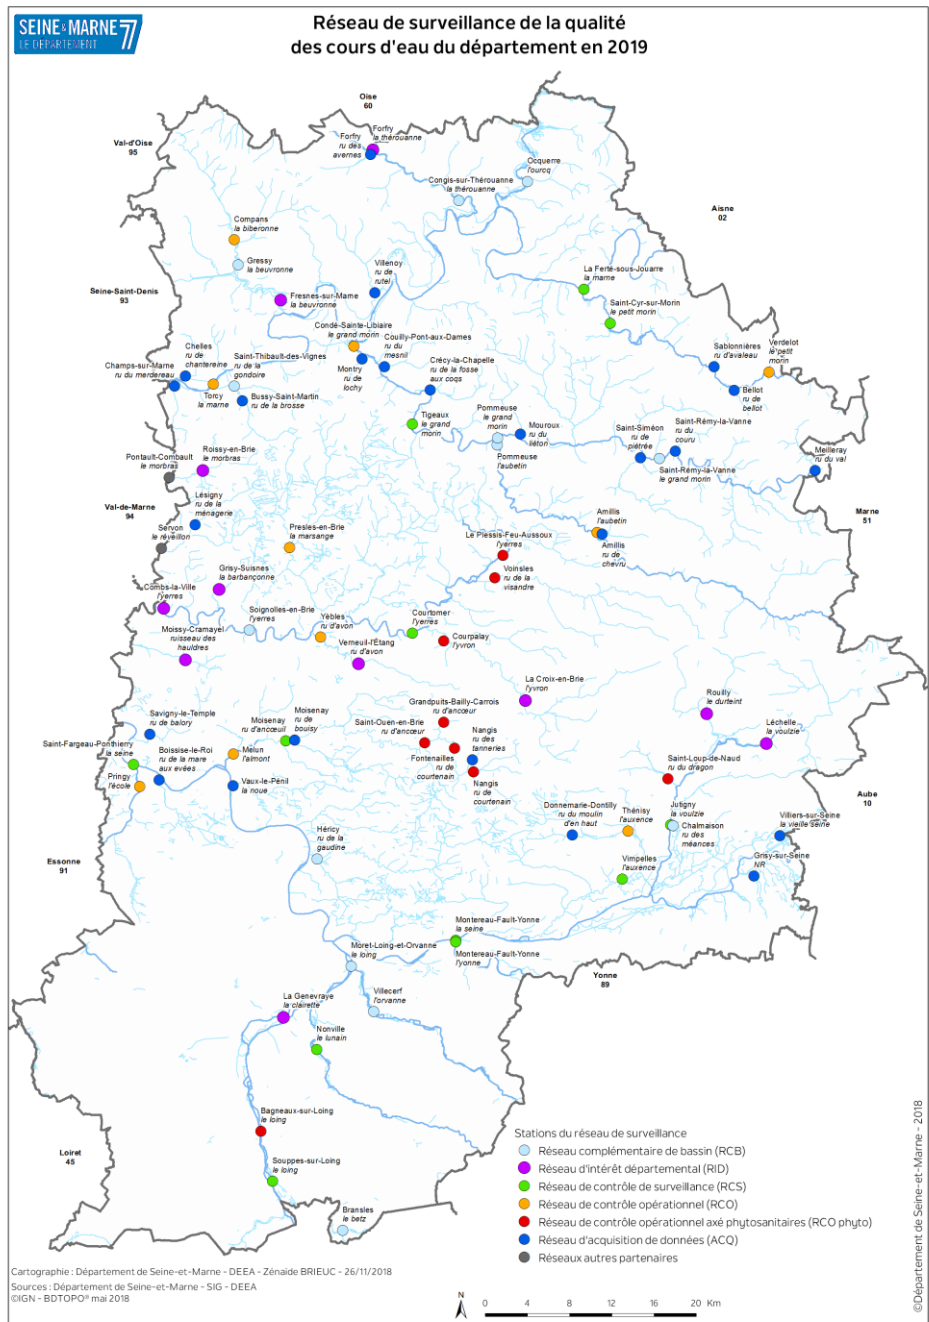 SEINE & MARNE 77
LE DEPARTEMENT
Réseau de surveillance de la qualité
des cours d'eau du département en 2019
Oise
60
Val-d'Oise
95
Forfry
ru des
avernes
Forfry
la thérouanne
Ocquerre
l'ourcq
Congis-sur-Thérouanne
la thérouanne
Aisne
02
Compans
la biberonne
Gressy
la beuvronne
Villenoy
ru de
rutel
La Ferté-sous-Jouarre
la marne
Seine-Saint-Denis
93
Fresnes-sur-Marne
la beuvronne
Saint-Cyr-sur-Morin
le petit morin
Condé-Sainte-Libiaire
le grand morin
Couilly-Pont-aux-Dames
ru du
mesnil
Sablonnières
ru d'avaleau
Verdelot
le petit
morin
Chelles
ru de
chantereine
Saint-Thibault-des-Vignes
ru de la
gondoire
Crécy-la-Chapelle
ru de la fosse
aux coqs
Champs-sur-Marne
ru du merdereau
Montry
ru de
lochy
Torcy
la marne
Bussy-Saint-Martin
ru de la brosse
Bellot
ru de
bellot
Tigeaux
le grand
morin
Pommeuse
le grand
morin
Mouroux
ru du
liéton
Saint-Siméon
ru de
piétrée
Saint-Rémy-la-Vanne
ru du
couru
Pontault-Combault
le morbras
Roissy-en-Brie
le morbras
Pommeuse
l'aubetin
Saint-Rémy-la-Vanne
le grand morin
Meilleray
ru du val
Val-de-Marne
94
Lésigny
ru de la
ménagerie
Marne
51
Servon
le réveillon
Presles-en-Brie
la marsange
Amillis
l'aubetin
Le Plessis-Feu-Aussoux
l'yerres
Amillis
ru de
chevru
Grisy-Suisnes
la barbançonne
Voinsles
ru de la
visandre
Combs-la-Ville
l'yerres
Soignolles-en-Brie
l'yerres
Yèbles
ru d'avon
Courtomer
l'yerres
Courpalay
l'yvron
Moissy-Cramayel
ruisseau des
hauldres
Verneuil-l'Étang
ru d'avon
La Croix-en-Brie
l'yvron
Rouilly
le durteint
Grandpuits-Bailly-Carrois
ru d'ancœur
Savigny-le-Temple
ru de balory
Moisenay
ru d'ancœuil
Moisenay
ru de
bouisy
Saint-Ouen-en-Brie
ru d'ancœur
Nangis
ru des
tanneries
Léchelle
la voulzie
Saint-Fargeau-Ponthierry
la seine
Boissise-le-Roi
ru de la mare
aux evées
Melun
l'almont
Fontenailles
ru de
courtenain
Saint-Loup-de-Naud
ru du dragon
Pringy
l'école
Vaux-le-Pénil
la noue
Nangis
ru de
courtenain
Aube
10
Donnemarie-Dontilly
ru du moulin
d'en haut
Thénisy
l'auxence
Jutigny
la voulzie
Chalmaison
ru des
méances
Villiers-sur-Seine
la vieille seine
Héricy
ru de la
gaudine
Essonne
91
Vimpelles
l'auxence
Grisy-sur-Seine
NR
Montereau-Fault-Yonne
la seine
Moret-Loing-et-Orvanne
le loing
Montereau-Fault-Yonne
l'yonne
Yonne
89
La Genevraye
la clairette
Villecerf
l'orvanne
Nonville
le lunain
Bagneaux-sur-Loing
le loing
Loiret
45
Souppes-sur-Loing
le loing
Bransles
le betz
Stations du réseau de surveillance
Réseau complémentaire de bassin (RCB)
Réseau d'intérêt départemental (RID)
Réseau de contrôle de surveillance (RCS)
Réseau de contrôle opérationnel (RCO)
Réseau de contrôle opérationnel axé phytosanitaires (RCO phyto)
Réseau d'acquisition de données (ACQ)
Réseaux autres partenaires
Cartographie : Département de Seine-et-Marne - DEEA - Zénaïde BRIEUC - 26/11/2018
Sources : Département de Seine-et-Marne - SIG - DEEA
©IGN - BDTOPO® mai 2018
N
0 4 8 12 16 20 Km
©Département de Seine-et-Marne - 2018